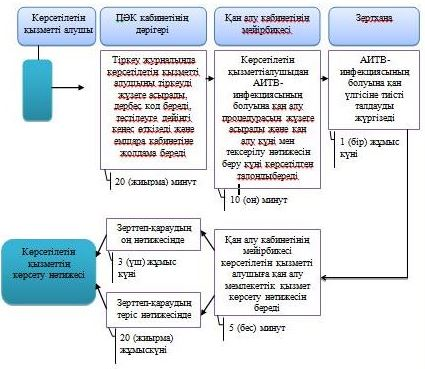 Көрсетілетін
қызметті алушы
ЦӘК кабинетінің
дәрігері
Қан алу кабинетінің
мейірбикесі
Зертхана
Тіркеу журналында
көрсетілетін қызметті
алушыны тіркеуді
жүзеге асырады,
дербес код береді,
тестілеуге дейінгі
кеңес өткізеді және
емшара кабинетіне
жолдама береді
20 (жиырма) минут
Көрсетілетін
қызметтіалушыдан
АИТВ-
инфекциясының
болуына қан алу
процедурасын жүзеге
асырады және қан
алу күні мен
тексерілу нәтижесін
беру күні көрсетілген
талондыбереді
10 (он) минут
АИТВ-
инфекциясының
болуына қан
үлгісіне тиісті
талдауды
жүргізеді
1 (бір) жұмыс
күні
Зерттеп-қараудың
он нәтижесінде
3 (үш) жұмыс
күні
Көрсетілетін
қызметтің
көрсету нәтижесі
Зерттеп-қараудың
теріс нәтижесінде
20 (жиырма)
жұмыскүні
Қан алу кабинетінің
мейірбикесі
көрсетілетін қызметті
алушыға қан алу
мемлекеттік қызмет
көрсету нәтижесін
береді
5 (бес) минут